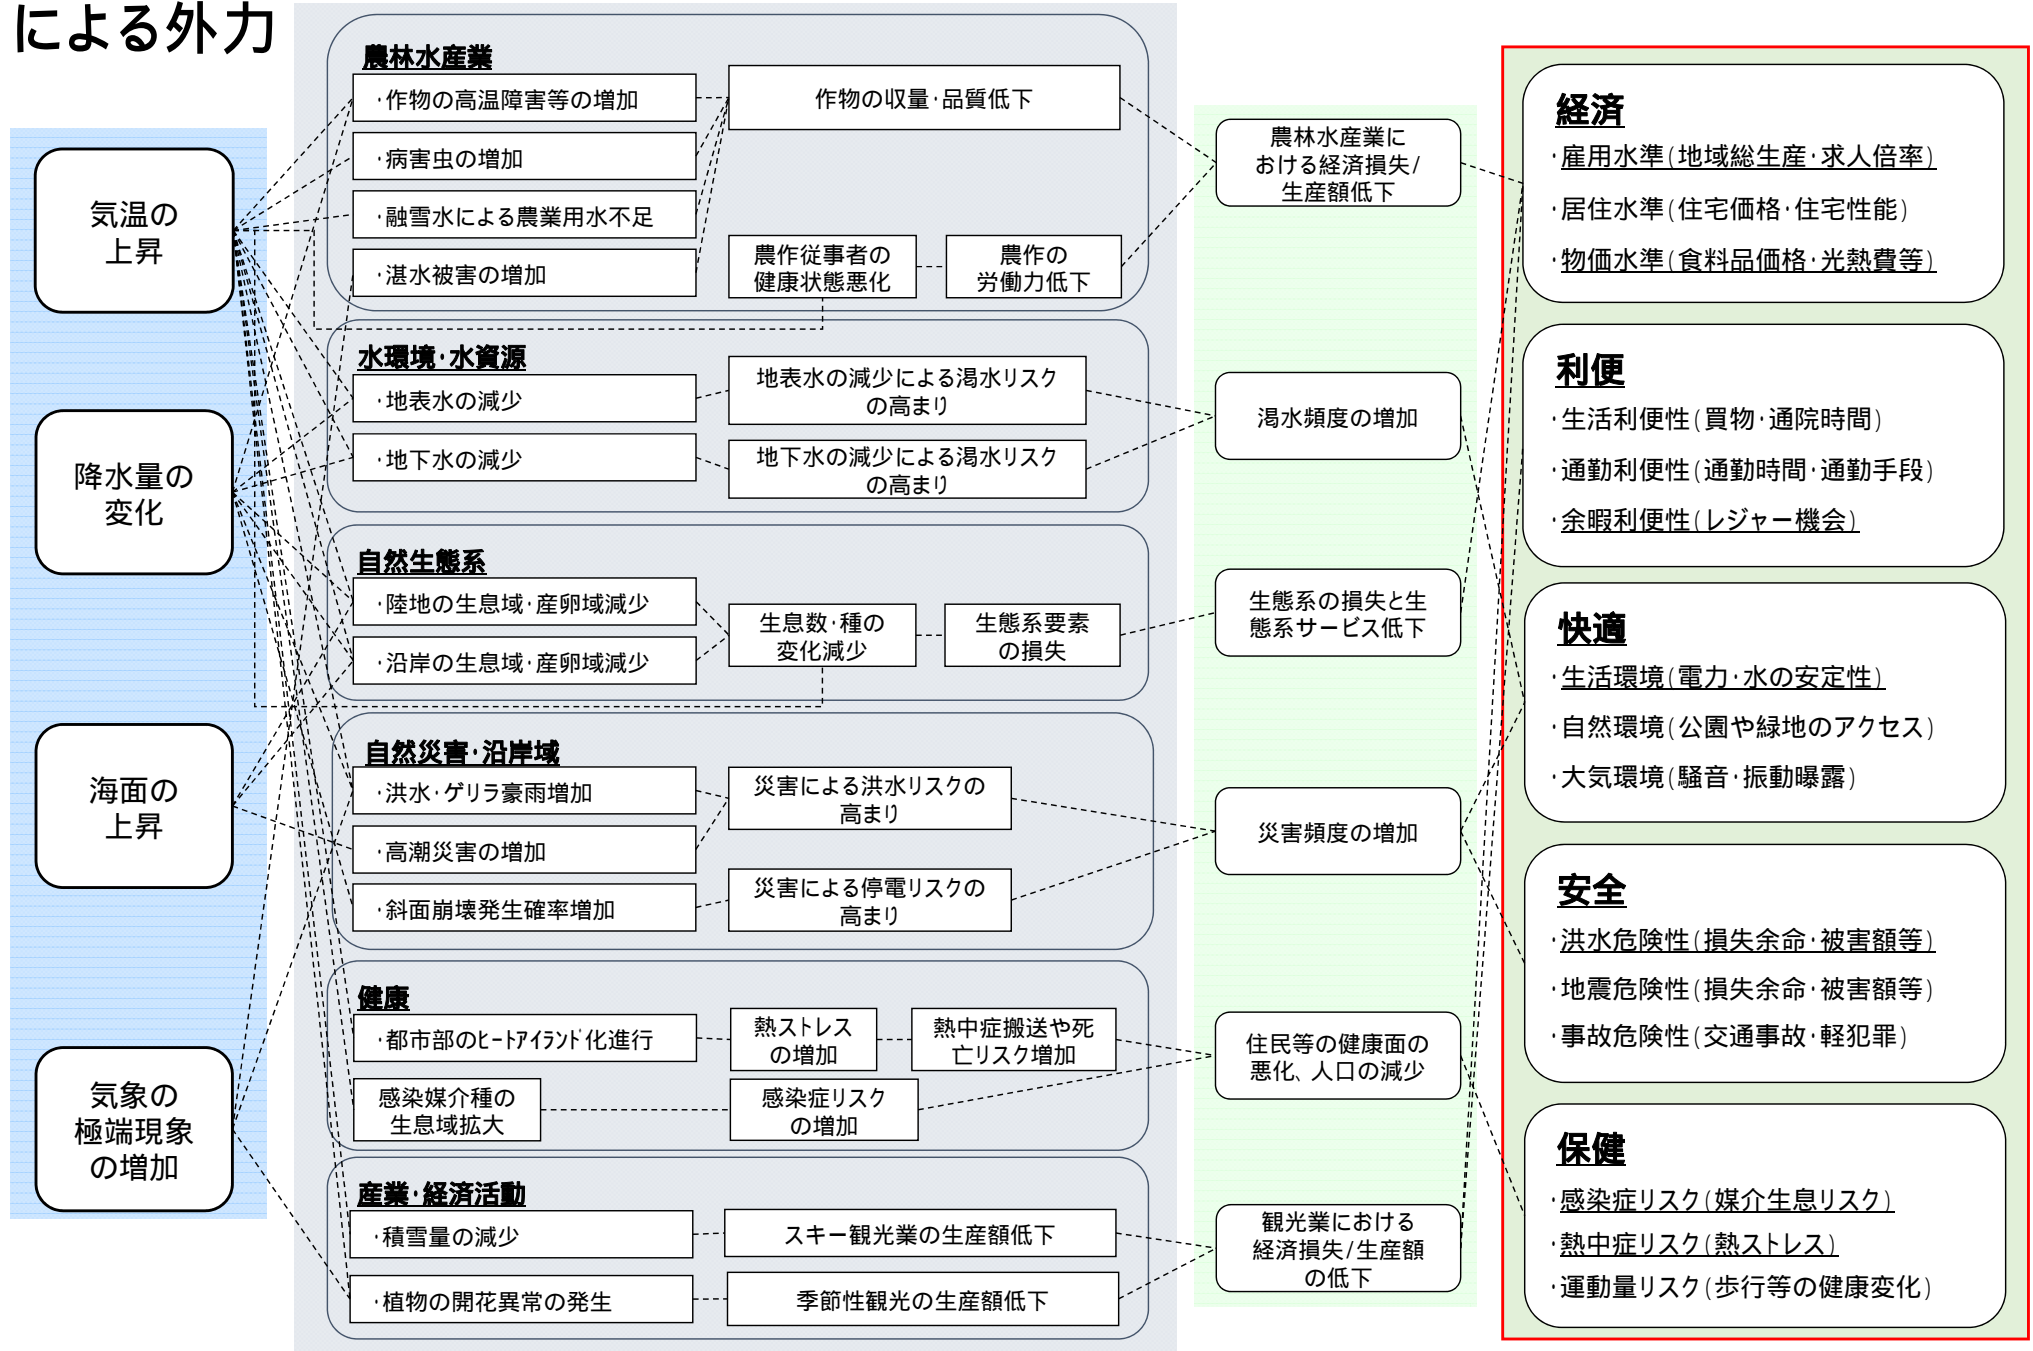 による外力
気温の
上昇
降水量の
変化
海面の
上昇
気象の
極端現象
の増加
農林水産業
・作物の高温障害等の増加
・病害虫の増加
・融雪水による農業用水不足
・湛水被害の増加
作物の収量・品質低下
農作従事者の
健康状態悪化
農作の
労働力低下
水環境・水資源
・地表水の減少
・地下水の減少
地表水の減少による渇水リスク
の高まり
地下水の減少による渇水リスク
の高まり
自然生態系
・陸地の生息域・産卵域減少
・沿岸の生息域・産卵域減少
生息数・種の
変化減少
生態系要素
の損失
自然災害・沿岸域
・洪水・ゲリラ豪雨増加
・高潮災害の増加
・斜面崩壊発生確率増加
災害による洪水リスクの
高まり
災害による停電リスクの
高まり
健康
・都市部のヒートアイランド化進行
熱ストレス
の増加
熱中症搬送や死
亡リスク増加
感染媒介種の
生息域拡大
感染症リスク
の増加
産業・経済活動
・積雪量の減少
・植物の開花異常の発生
スキー観光業の生産額低下
季節性観光の生産額低下
農林水産業に
おける経済損失/
生産額低下
渇水頻度の増加
生態系の損失と生
態系サービス低下
災害頻度の増加
住民等の健康面の
悪化、人口の減少
観光業における
経済損失/生産額
の低下
経済
・雇用水準(地域総生産・求人倍率)
・居住水準(住宅価格・住宅性能)
・物価水準(食料品価格・光熱費等)
利便
・生活利便性(買物・通院時間)
・通勤利便性(通勤時間・通勤手段)
・余暇利便性(レジャー機会)
快適
・生活環境(電力・水の安定性)
・自然環境(公園や緑地のアクセス)
・大気環境(騒音・振動曝露)
安全
・洪水危険性(損失余命・被害額等)
・地震危険性(損失余命・被害額等)
・事故危険性(交通事故・軽犯罪)
保健
・感染症リスク(媒介生息リスク)
・熱中症リスク(熱ストレス)
・運動量リスク(歩行等の健康変化)